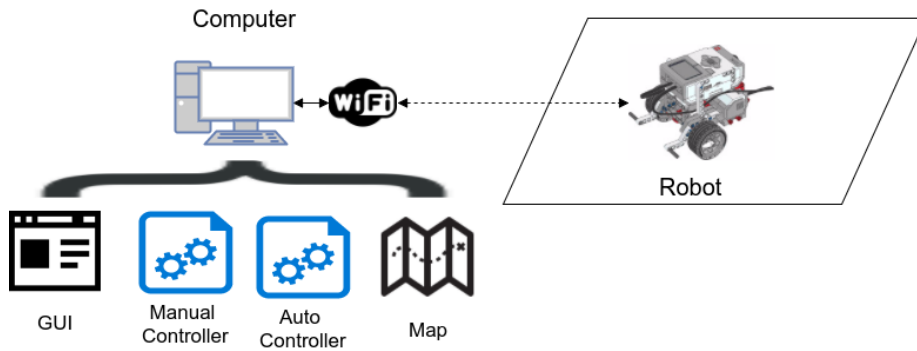 Computer
WiFi
Robot
GUI
Manual
Controller
Auto
Controller
Map